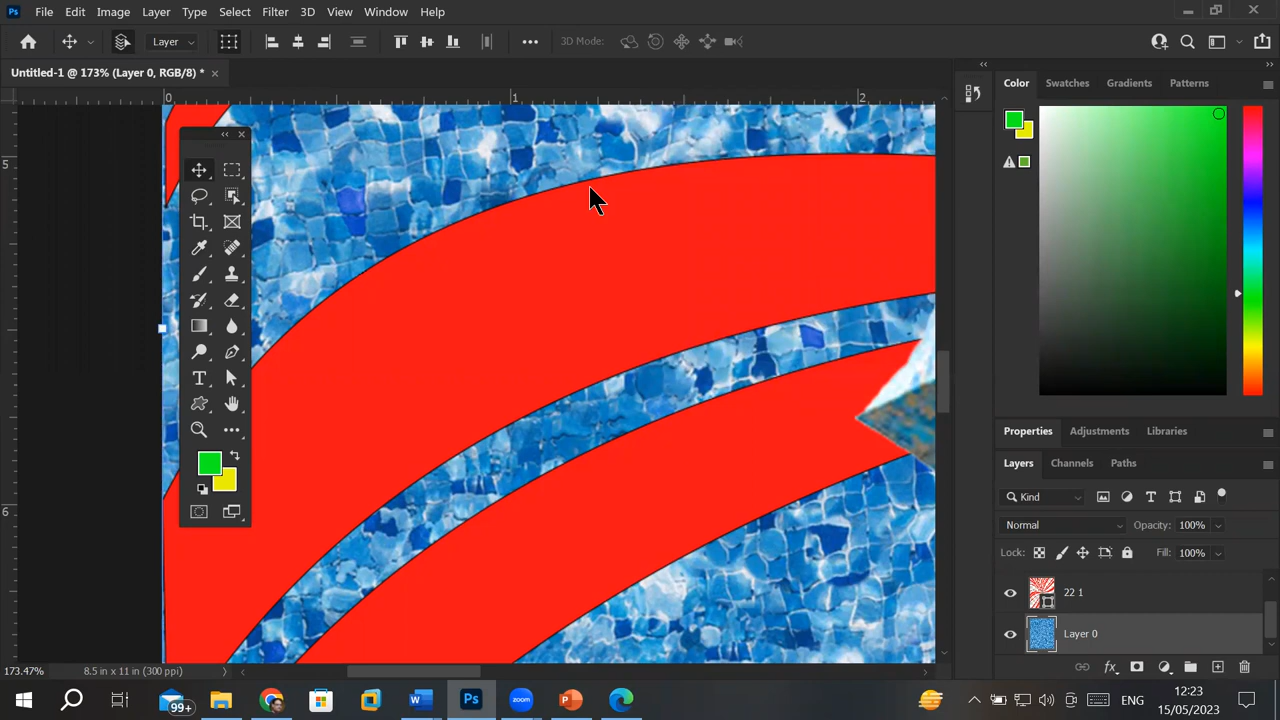 Ps File Edit Image Layer Type Select Filter 3D View Window Help
Layer 3D Mode:
Untitled-1 @ 173% (Layer 0, RGB/8) *
0 1 2
5
6
Color Swatches Gradients Patterns
Properties Adjustments Libraries
Layers Channels Paths
Kind
Normal Opacity: 100%
Lock: Fill: 100%
22 1
Layer 0
173.47% 8.5 in x 11 in (300 ppi)
99+ W Ps zoom P ENG 12:23
15/05/2023